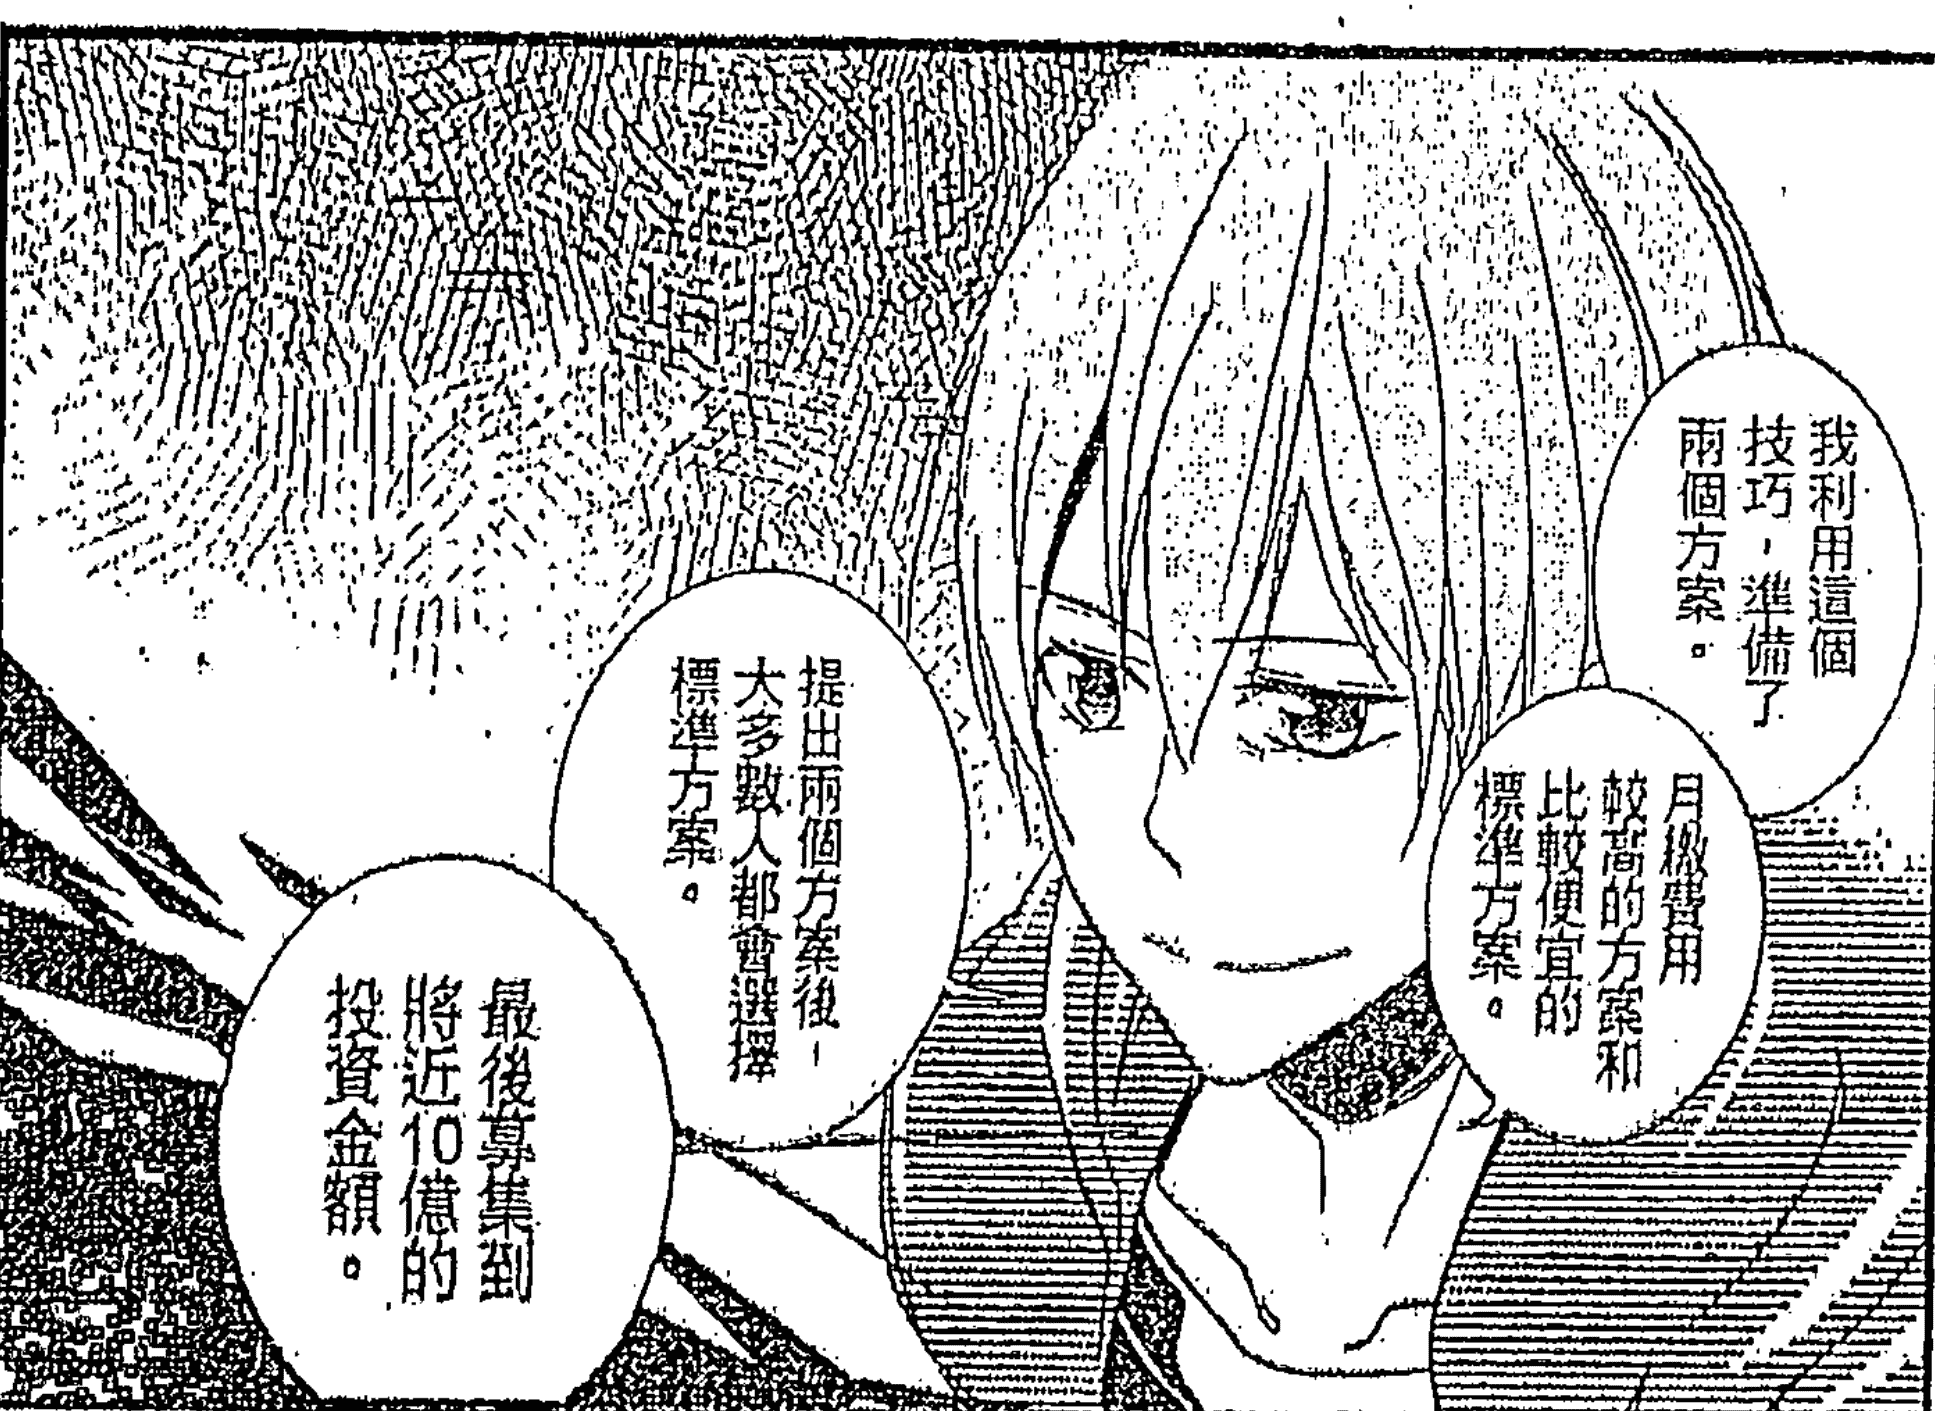 我利用這個
技巧，準備了
兩個方案。
月繳費用
較高的方案和
比較便宜的
標準方案。
提出兩個方案後，
大多數人都會選擇
標準方案。
最後募集到
將近10億的
投資金額。